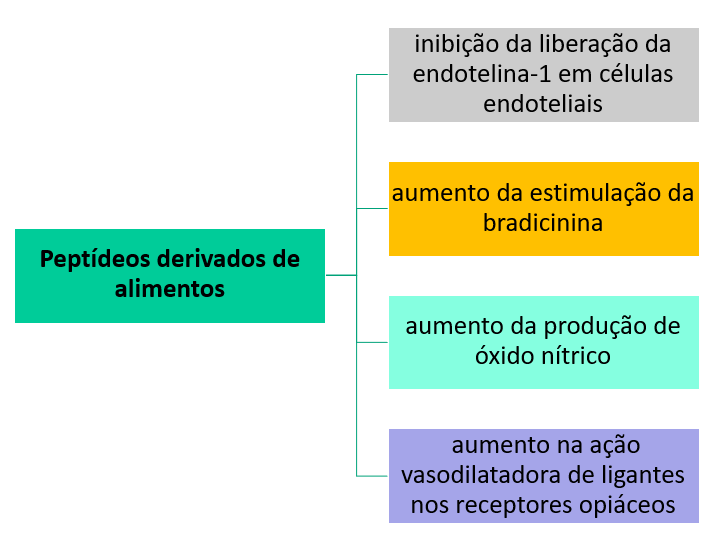 Peptídeos derivados de
alimentos
inibição da liberação da
endotelina-1 em células
endoteliais
aumento da estimulação da
bradicinina
aumento da produção de
óxido nítrico
aumento na ação
vasodilatadora de ligantes
nos receptores opiáceos